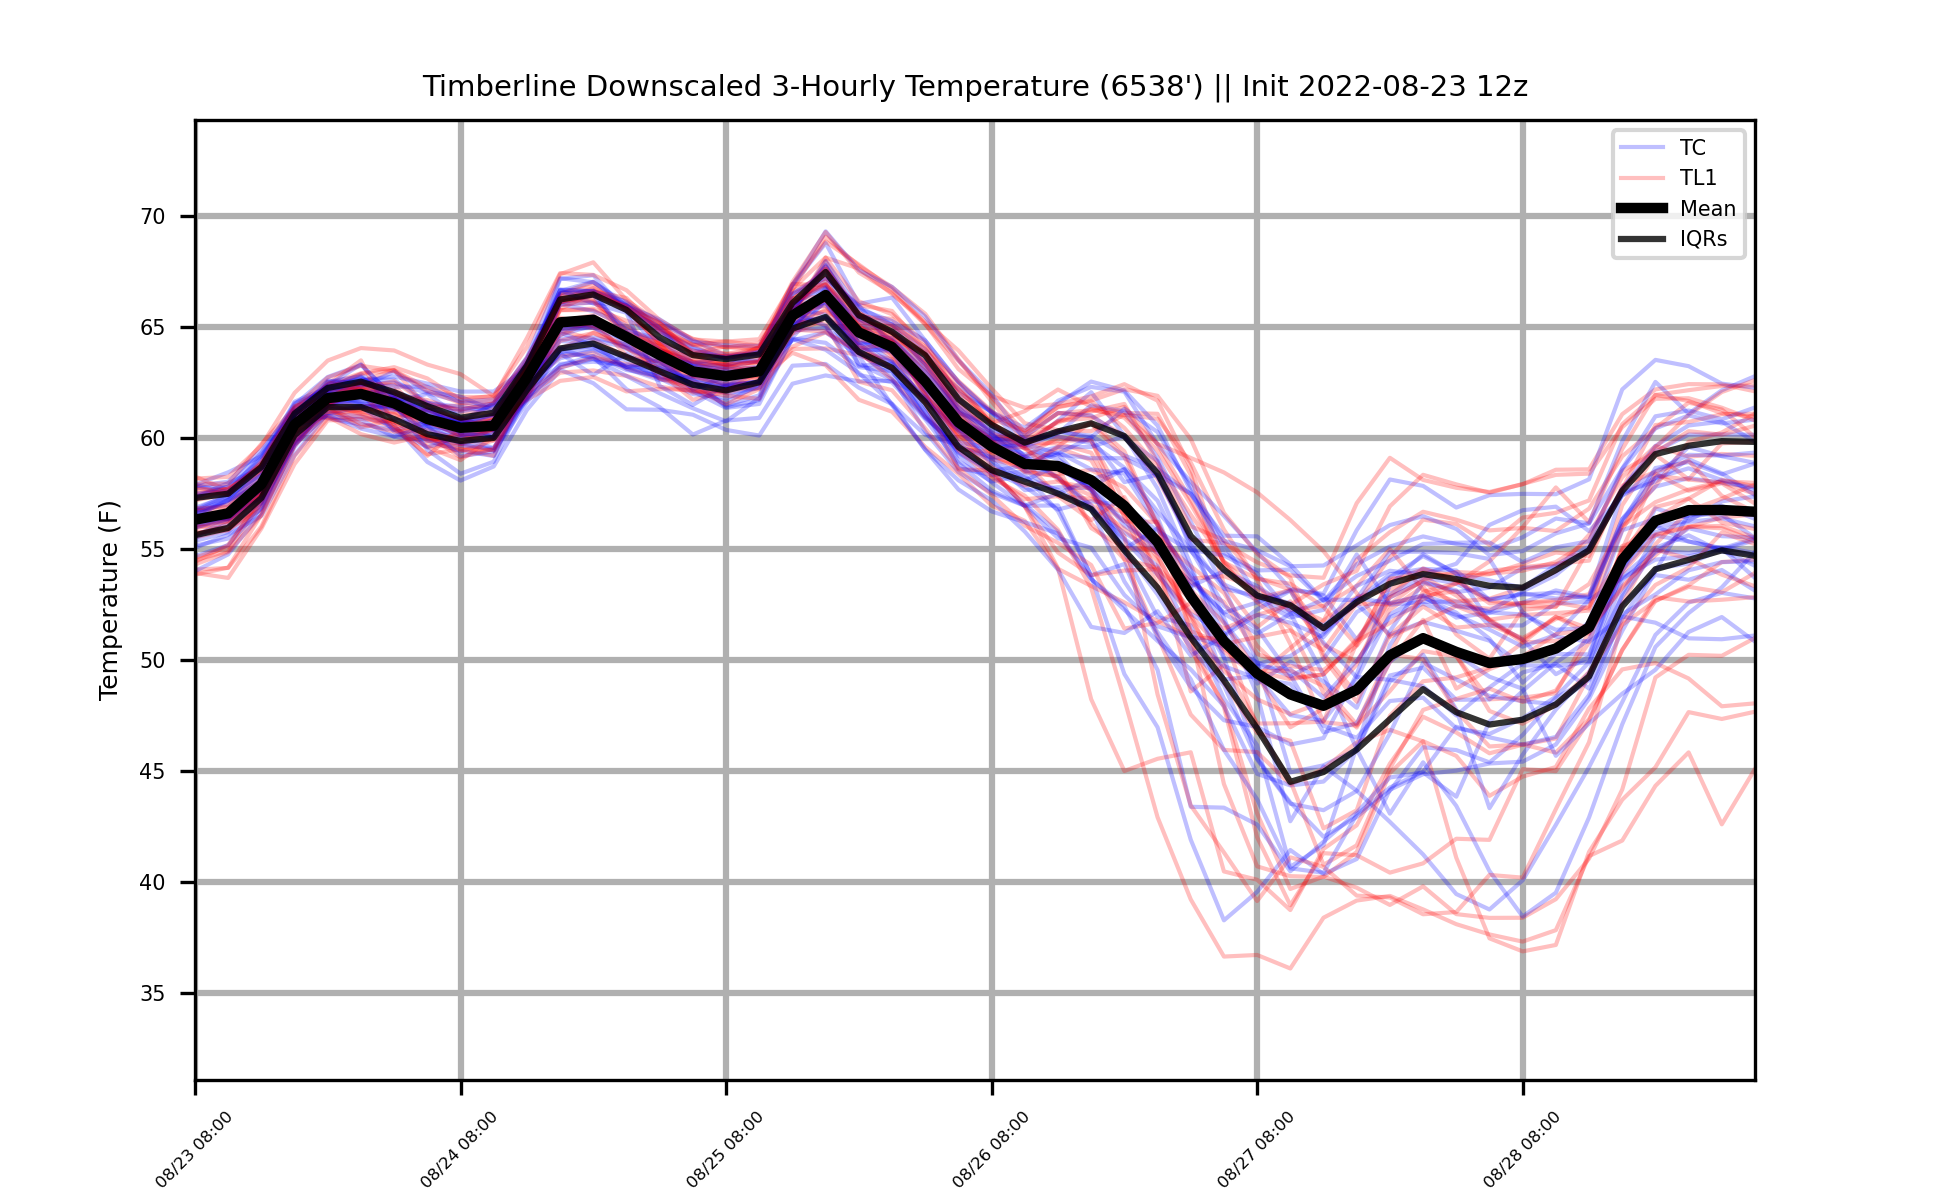 Timberline Downscaled 3-Hourly Temperature (6538') || Init 2022-08-23 12z
TC
TL1
Mean
IQRs
Temperature (F)
70
65
60
55
50
45
40
35
08/23 08:00
08/24 08:00
08/25 08:00
08/26 08:00
08/27 08:00
08/28 08:00